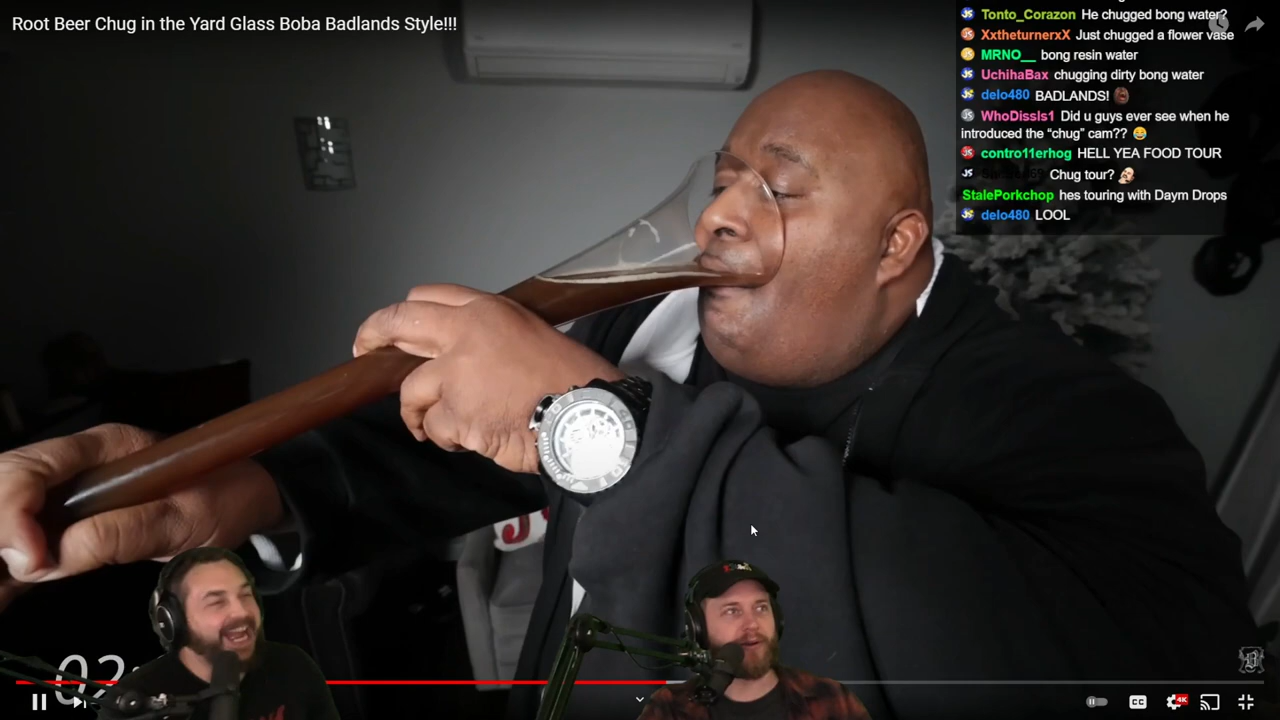 Root Beer Chug in the Yard Glass Boba Badlands Style!!!
Tonto_Corazon He chugged bong water?
XxtheturnerxX Just chugged a flower vase
MRNO__ bong resin water
UchihaBax chugging dirty bong water
delo480 BADLANDS!
WhoDissIs1 Did u guys ever see when he
introduced the “chug” cam?? 😂
contro11erhog HELL YEA FOOD TOUR
Chug tour?
StalePorkchop hes touring with Daym Drops
delo480 LOOL
02
CC
4K